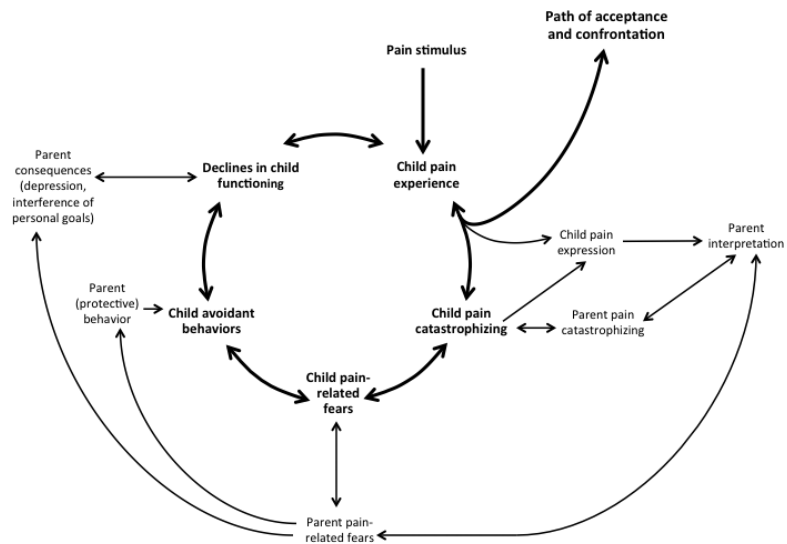 Path of acceptance
and confrontation
Pain stimulus
Parent
consequences
(depression,
interference of
personal goals)
Declines in child
functioning
Child pain
experience
Child pain
expression
Parent
interpretation
Parent
(protective)
behavior
Child avoidant
behaviors
Child pain
catastrophizing
Parent pain
catastrophizing
Child pain-
related
fears
Parent pain-
related fears